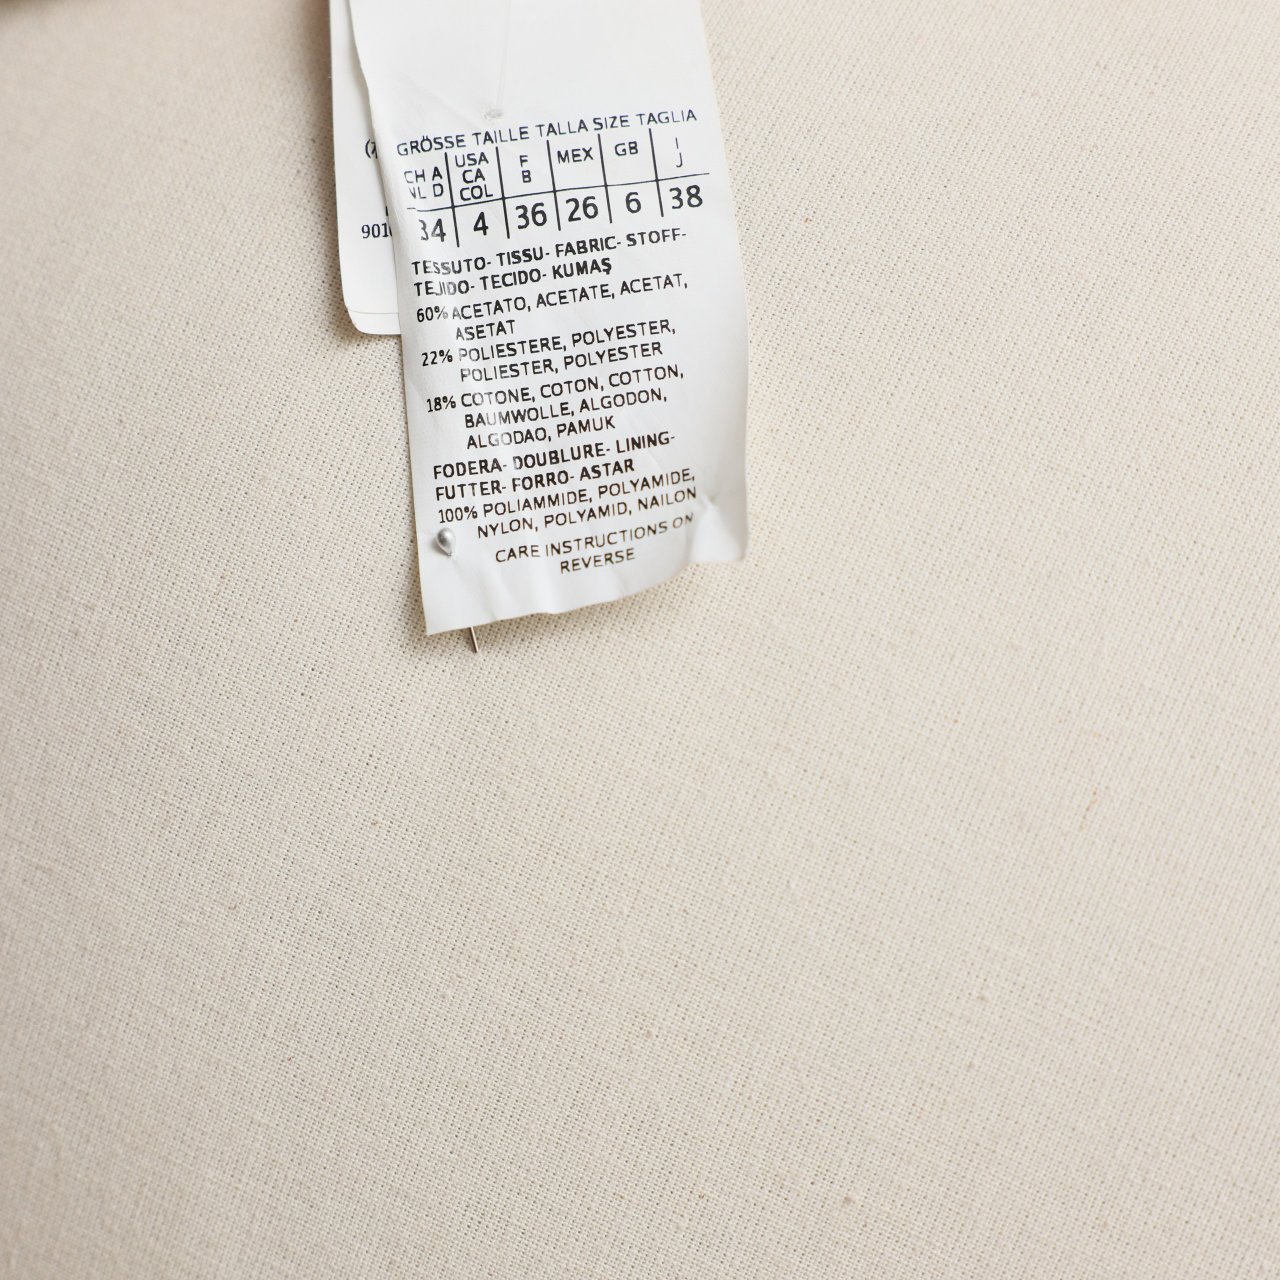 GRÖSSE TAILLE TALLA SIZE TAGLIA
CH A NL D USA CA COL F B MEX GB I J
34 4 36 26 6 38
TESSUTO- TISSU- FABRIC- STOFF-
TEJIDO- TECIDO- KUMAŞ
60% ACETATO, ACETATE, ACETAT,
ASETAT
22% POLIESTERE, POLYESTER,
POLIESTER, POLYESTER
18% COTONE, COTON, COTTON,
BAUMWOLLE, ALGODON,
ALGODAO, PAMUK
FODERA- DOUBLURE- LINING-
FUTTER- FORRO- ASTAR
100% POLIAMMIDE, POLYAMIDE,
NYLON, POLYAMID, NAILON
CARE INSTRUCTIONS ON
REVERSE